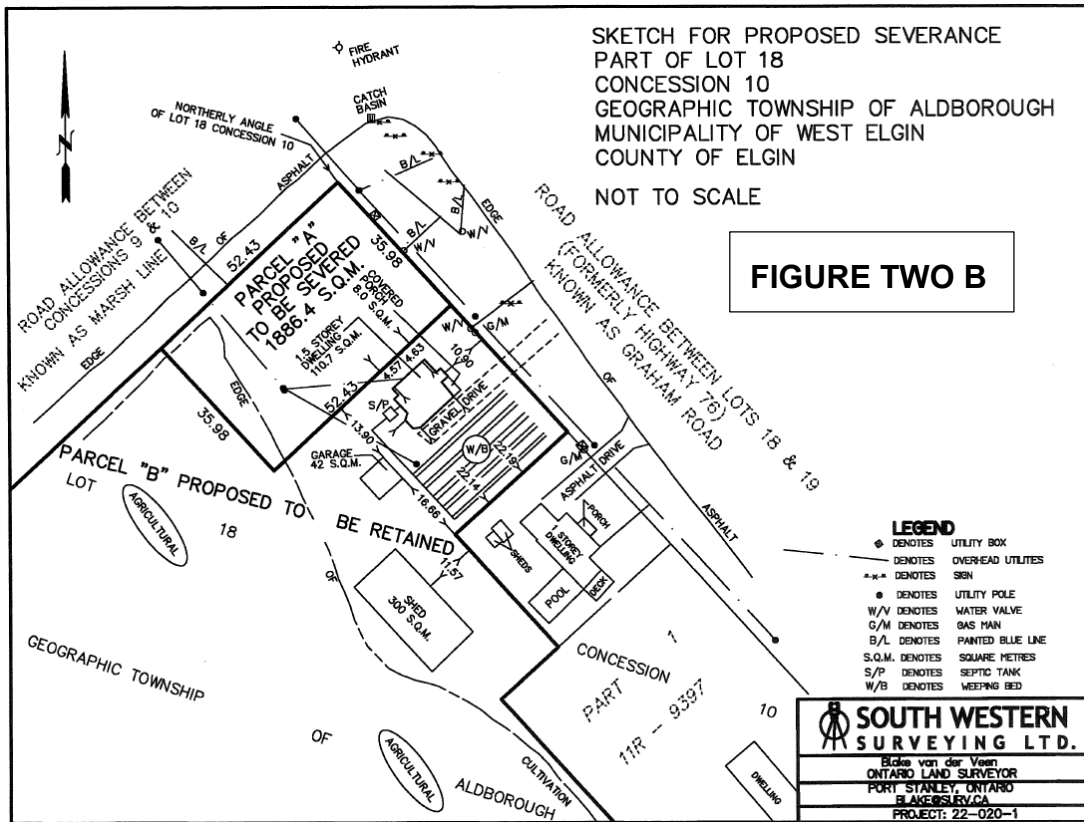 SKETCH FOR PROPOSED SEVERANCE
PART OF LOT 18
CONCESSION 10
GEOGRAPHIC TOWNSHIP OF ALDBOROUGH
MUNICIPALITY OF WEST ELGIN
COUNTY OF ELGIN
NOT TO SCALE
FIGURE TWO B
N
FIRE
HYDRANT
CATCH
BASIN
NORTHERLY ANGLE
OF LOT 18 CONCESSION 10
ROAD ALLOWANCE BETWEEN
CONCESSIONS 9 & 10
KNOWN AS MARSH LINE
EDGE
OF
ASPHALT
B/L
52.43
35.98
PARCEL "A"
PROPOSED
TO BE SEVERED
1886.4 S.Q.M.
35.98
52.43
B/L
B/L
B/L
W/V
W/V
W/V
G/M
ROAD ALLOWANCE BETWEEN LOTS 18 & 19
(FORMERLY HIGHWAY 76)
KNOWN AS GRAHAM ROAD
EDGE
OF
ASPHALT
COVERED
PORCH
8.0 S.Q.M.
1.5 STOREY
DWELLING
110.7 S.Q.M.
4.57
4.63
10.90
S/P
GRAVEL DRIVE
13.90
W/B
22.19
22.14
GARAGE
42 S.Q.M.
16.66
11.57
G/M
ASPHALT DRIVE
PORCH
1 STOREY
DWELLING
SHEDS
POOL
DECK
EDGE
OF
CULTIVATION
PARCEL "B" PROPOSED TO BE RETAINED
LOT
18
AGRICULTURAL
SHED
300 S.Q.M.
GEOGRAPHIC TOWNSHIP
OF
ALDBOROUGH
AGRICULTURAL
CONCESSION
10
PART 1
11R - 9397
DWELLING
LEGEND
DENOTES UTILITY BOX
DENOTES OVERHEAD UTILITES
DENOTES SIGN
DENOTES UTILITY POLE
W/V DENOTES WATER VALVE
G/M DENOTES GAS MAIN
B/L DENOTES PAINTED BLUE LINE
S.Q.M. DENOTES SQUARE METRES
S/P DENOTES SEPTIC TANK
W/B DENOTES WEEPING BED
SOUTH WESTERN
SURVEYING LTD.
Blake van der Veen
ONTARIO LAND SURVEYOR
PORT STANLEY, ONTARIO
BLAKE@SURV.CA
PROJECT: 22-020-1